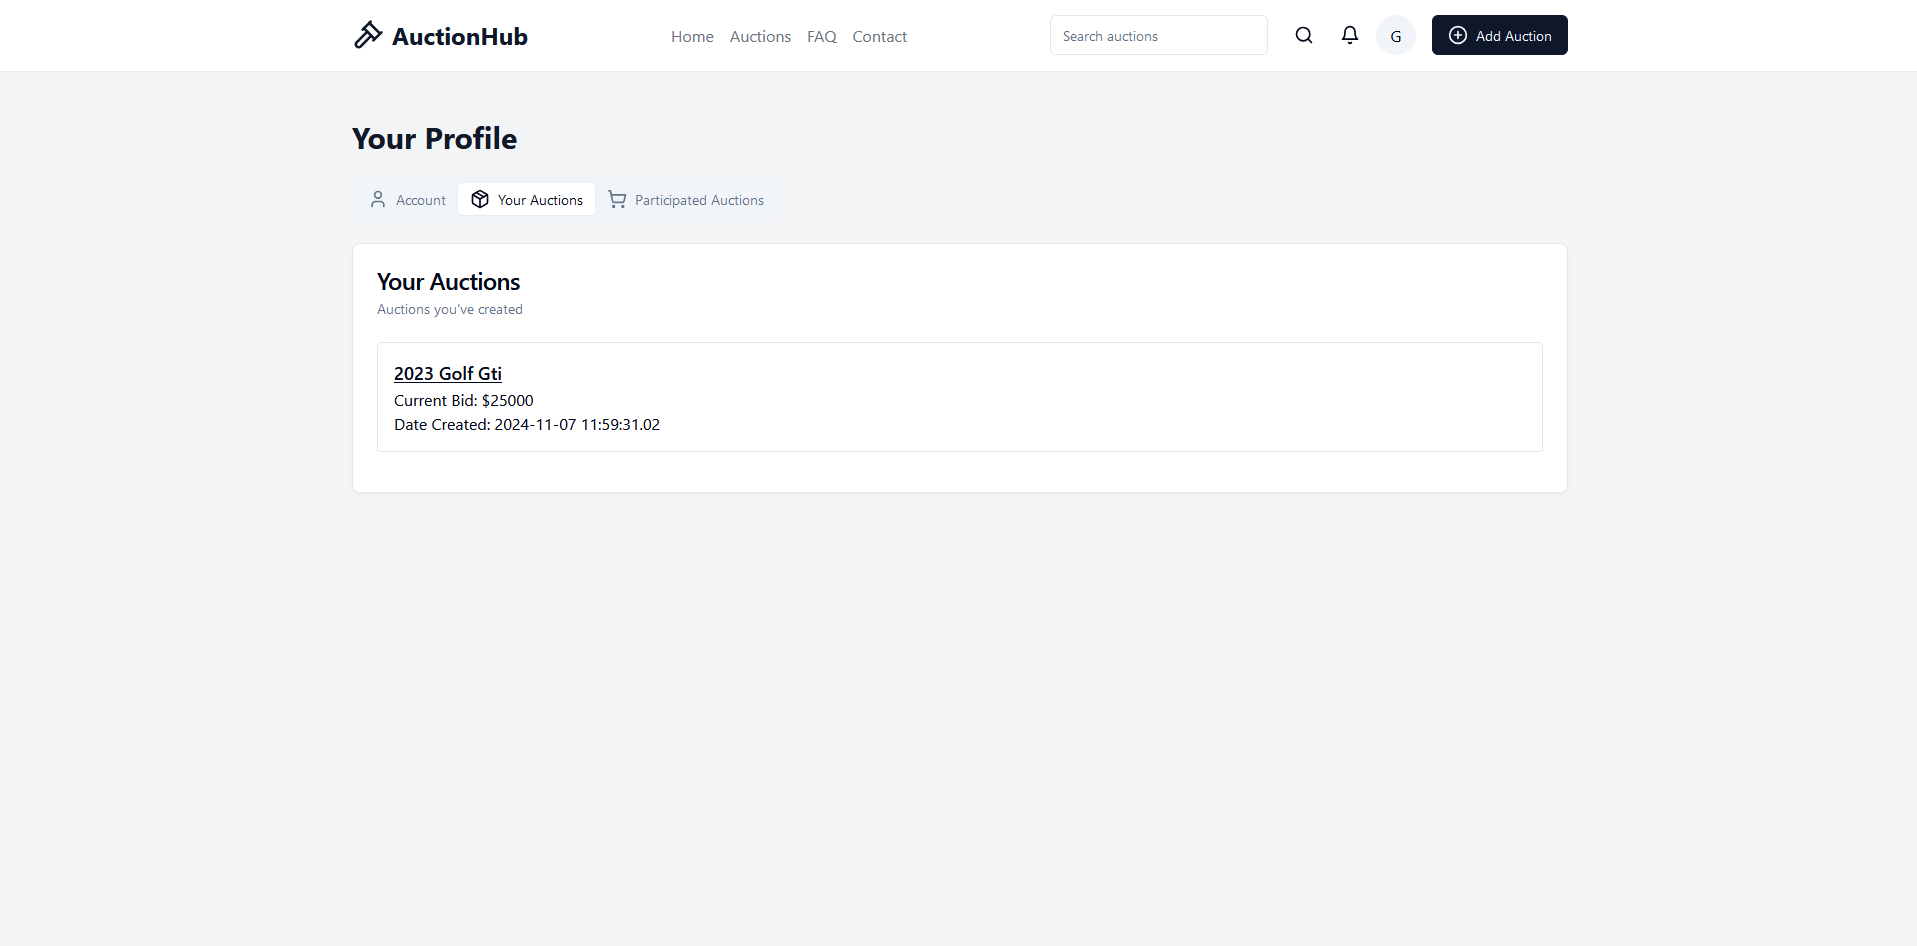 AuctionHub
Home Auctions FAQ Contact
Search auctions
G
Add Auction
Your Profile
Account Your Auctions Participated Auctions
Your Auctions
Auctions you've created
2023 Golf Gti
Current Bid: $25000
Date Created: 2024-11-07 11:59:31.02